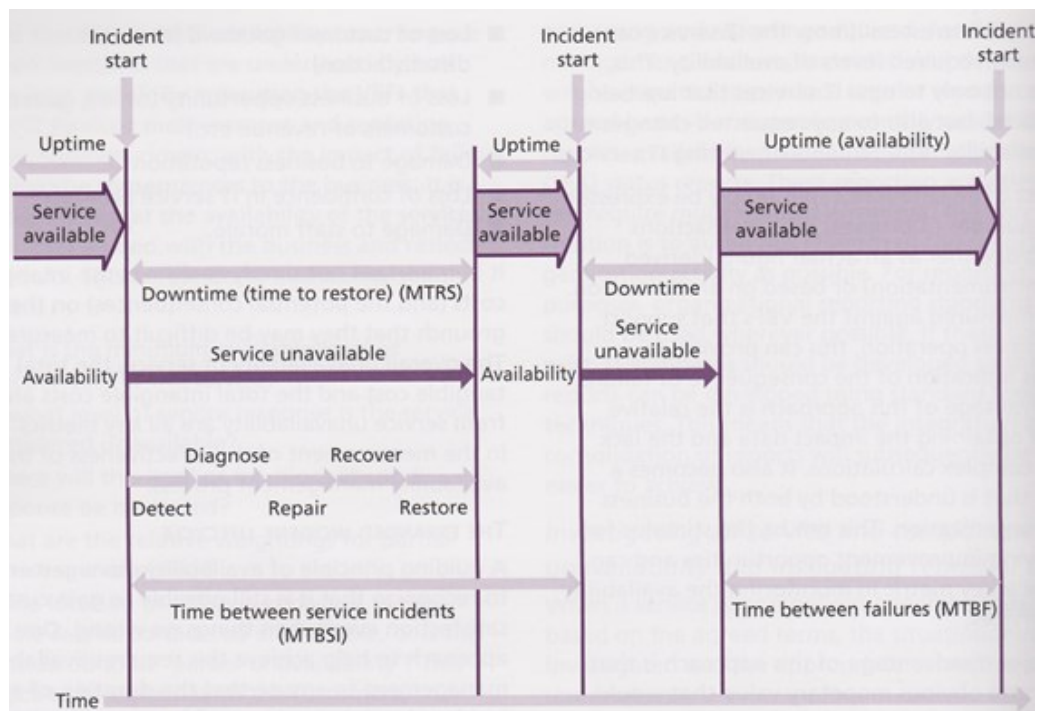 Incident
start
Incident
start
Incident
start
Uptime
Uptime
Uptime (availability)
Service
available
Service
available
Service
available
Downtime (time to restore) (MTRS)
Downtime
Service unavailable
Service
unavailable
Availability
Availability
Diagnose
Recover
Detect
Repair
Restore
Time between service incidents
(MTBSI)
Time between failures (MTBF)
Time